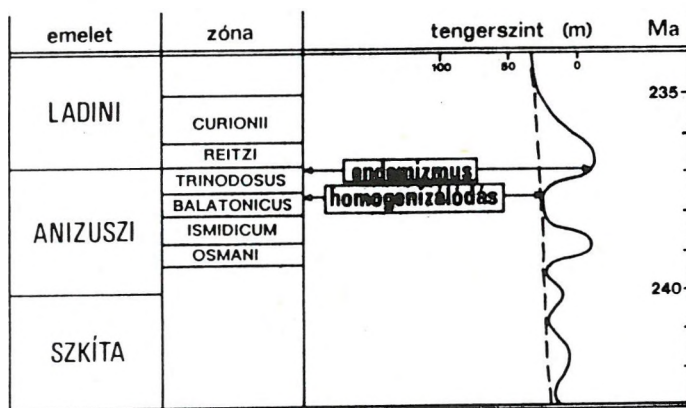 emelet zóna tengerszint (m) Ma
100 50 0
235
LADINI
CURIONII
REITZI
endemizmus
TRINODOSUS
homogenizálódás
BALATONICUS
ANIZUSZI
ISMIDICUM
OSMANI
240
SZKÍTA